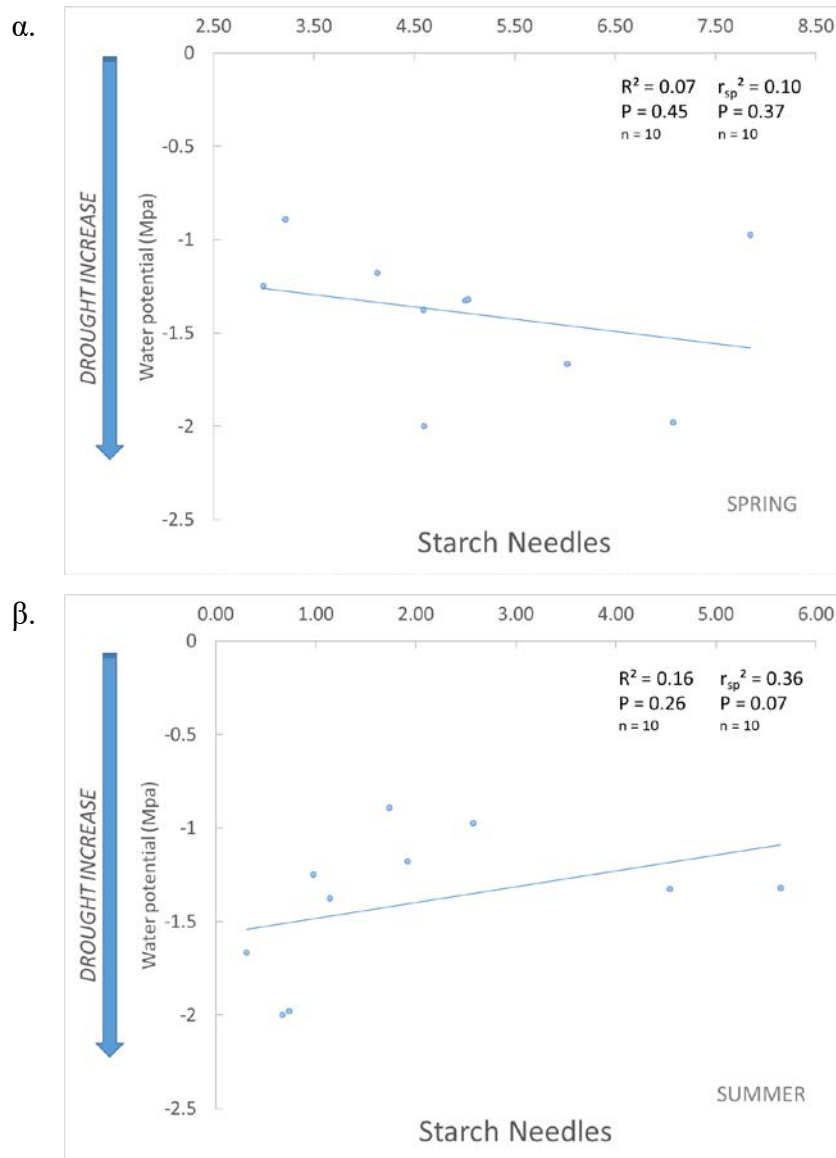 α.
2.50 3.50 4.50 5.50 6.50 7.50 8.50
0
-0.5
-1
-1.5
-2
-2.5
DROUGHT INCREASE
Water potential (Mpa)
R² = 0.07 r_sp² = 0.10
P = 0.45 P = 0.37
n = 10 n = 10
SPRING
Starch Needles
β.
0.00 1.00 2.00 3.00 4.00 5.00 6.00
0
-0.5
-1
-1.5
-2
-2.5
DROUGHT INCREASE
Water potential (Mpa)
R² = 0.16 r_sp² = 0.36
P = 0.26 P = 0.07
n = 10 n = 10
SUMMER
Starch Needles